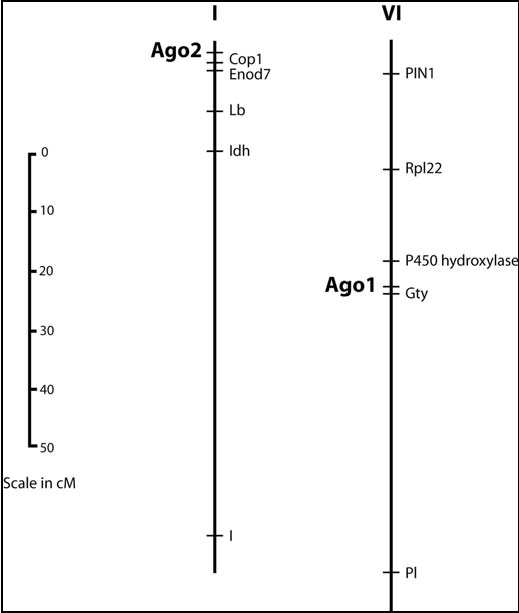 I
VI
Ago2
Cop1
Enod7
PIN1
Lb
Idh
Rpl22
0
10
20
30
40
50
Scale in cM
P450 hydroxylase
Ago1
Gty
I
Pl